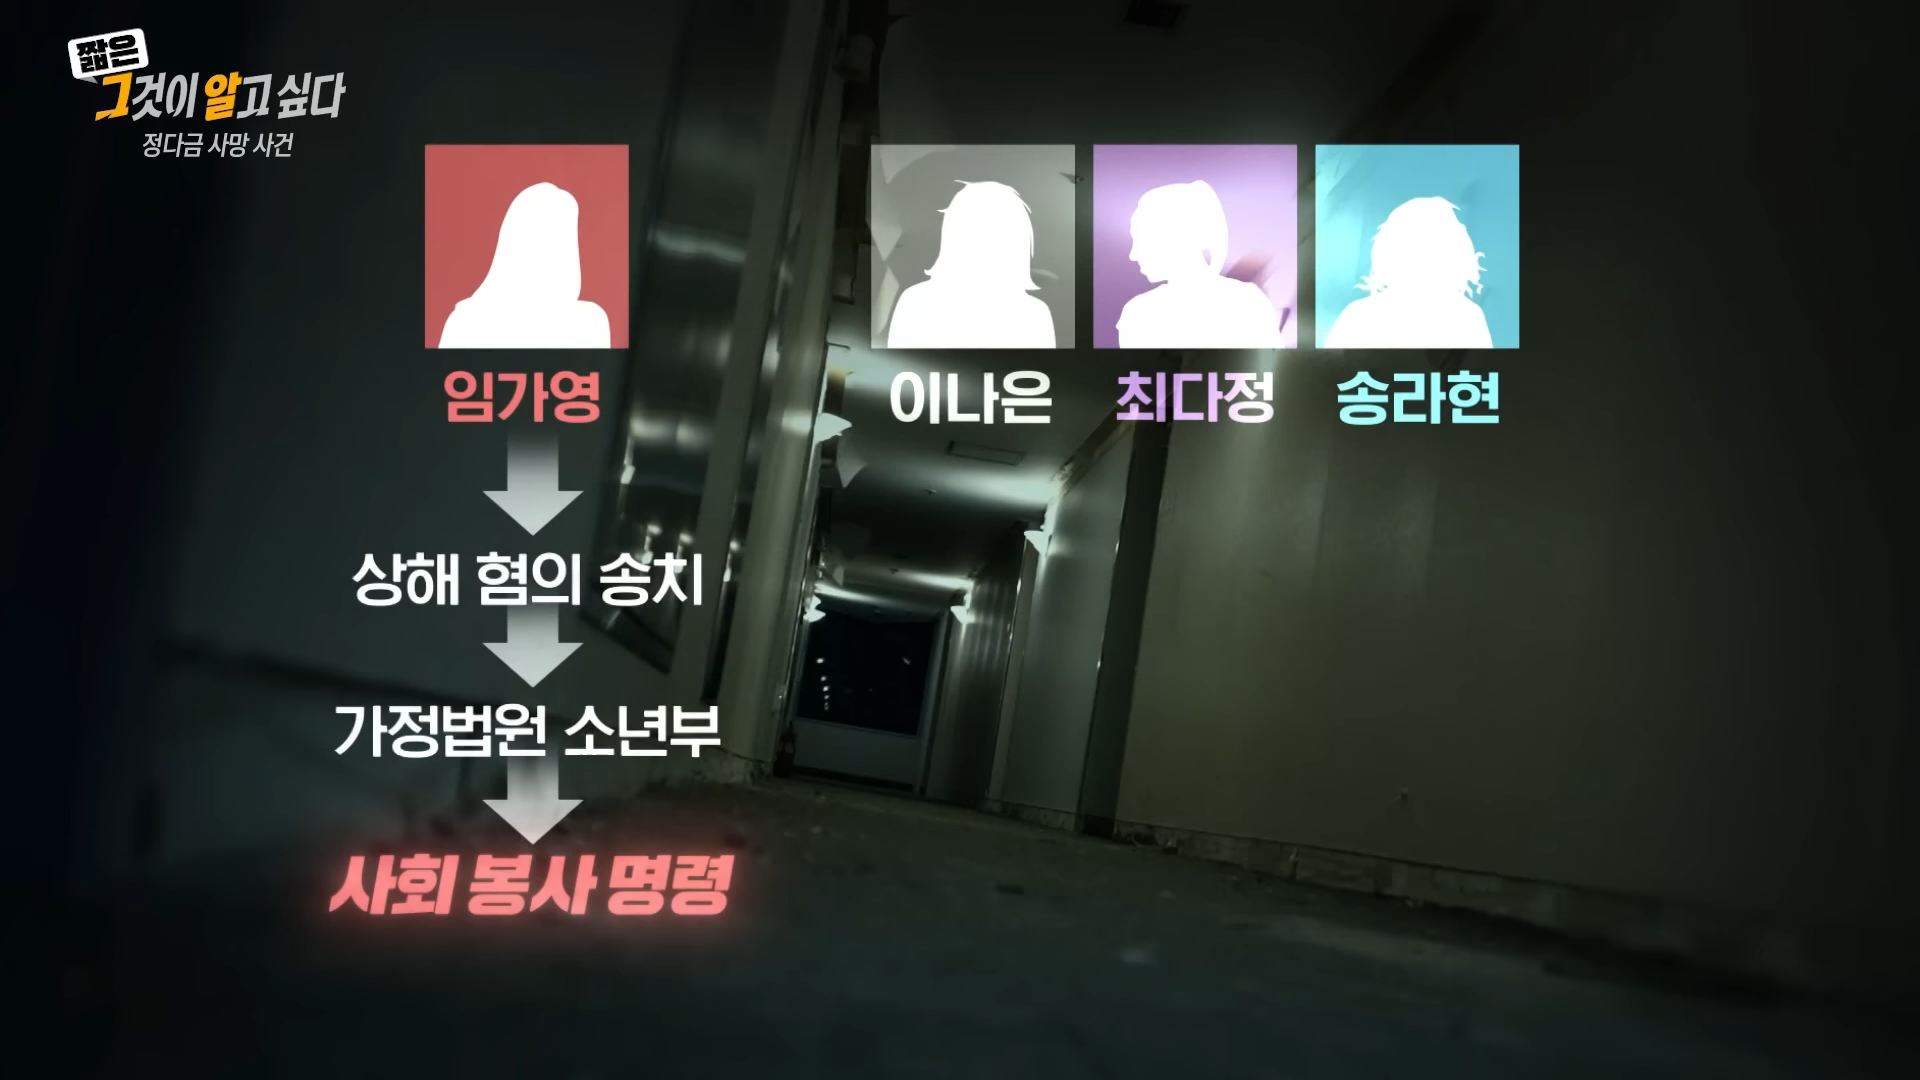 짧은
그것이 알고 싶다
정다금 사망 사건
임가영
이나은
최다정
송라현
상해 혐의 송치
가정법원 소년부
사회 봉사 명령